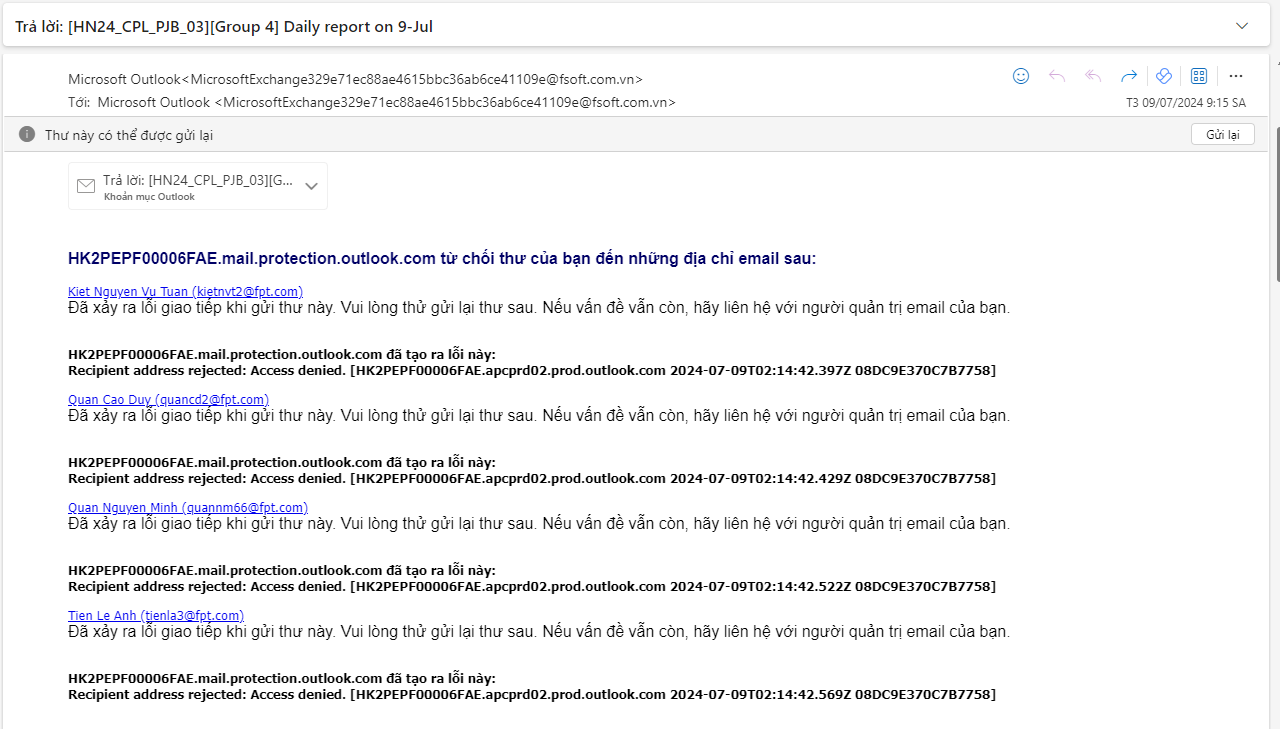 Trả lời: [HN24_CPL_PJB_03][Group 4] Daily report on 9-Jul
Microsoft Outlook<MicrosoftExchange329e71ec88ae4615bbc36ab6ce41109e@fsoft.com.vn>
Tới: Microsoft Outlook <MicrosoftExchange329e71ec88ae4615bbc36ab6ce41109e@fsoft.com.vn>
T3 09/07/2024 9:15 SA
Thư này có thể được gửi lại
Gửi lại
Trả lời: [HN24_CPL_PJB_03][G...
Khoản mục Outlook
HK2PEPF00006FAE.mail.protection.outlook.com từ chối thư của bạn đến những địa chỉ email sau:
Kiet Nguyen Vu Tuan (kietnvt2@fpt.com)
Đã xảy ra lỗi giao tiếp khi gửi thư này. Vui lòng thử gửi lại thư sau. Nếu vấn đề vẫn còn, hãy liên hệ với người quản trị email của bạn.
HK2PEPF00006FAE.mail.protection.outlook.com đã tạo ra lỗi này:
Recipient address rejected: Access denied. [HK2PEPF00006FAE.apcprd02.prod.outlook.com 2024-07-09T02:14:42.397Z 08DC9E370C7B7758]
Quan Cao Duy (quancd2@fpt.com)
Đã xảy ra lỗi giao tiếp khi gửi thư này. Vui lòng thử gửi lại thư sau. Nếu vấn đề vẫn còn, hãy liên hệ với người quản trị email của bạn.
HK2PEPF00006FAE.mail.protection.outlook.com đã tạo ra lỗi này:
Recipient address rejected: Access denied. [HK2PEPF00006FAE.apcprd02.prod.outlook.com 2024-07-09T02:14:42.429Z 08DC9E370C7B7758]
Quan Nguyen Minh (quannm66@fpt.com)
Đã xảy ra lỗi giao tiếp khi gửi thư này. Vui lòng thử gửi lại thư sau. Nếu vấn đề vẫn còn, hãy liên hệ với người quản trị email của bạn.
HK2PEPF00006FAE.mail.protection.outlook.com đã tạo ra lỗi này:
Recipient address rejected: Access denied. [HK2PEPF00006FAE.apcprd02.prod.outlook.com 2024-07-09T02:14:42.522Z 08DC9E370C7B7758]
Tien Le Anh (tienla3@fpt.com)
Đã xảy ra lỗi giao tiếp khi gửi thư này. Vui lòng thử gửi lại thư sau. Nếu vấn đề vẫn còn, hãy liên hệ với người quản trị email của bạn.
HK2PEPF00006FAE.mail.protection.outlook.com đã tạo ra lỗi này:
Recipient address rejected: Access denied. [HK2PEPF00006FAE.apcprd02.prod.outlook.com 2024-07-09T02:14:42.569Z 08DC9E370C7B7758]